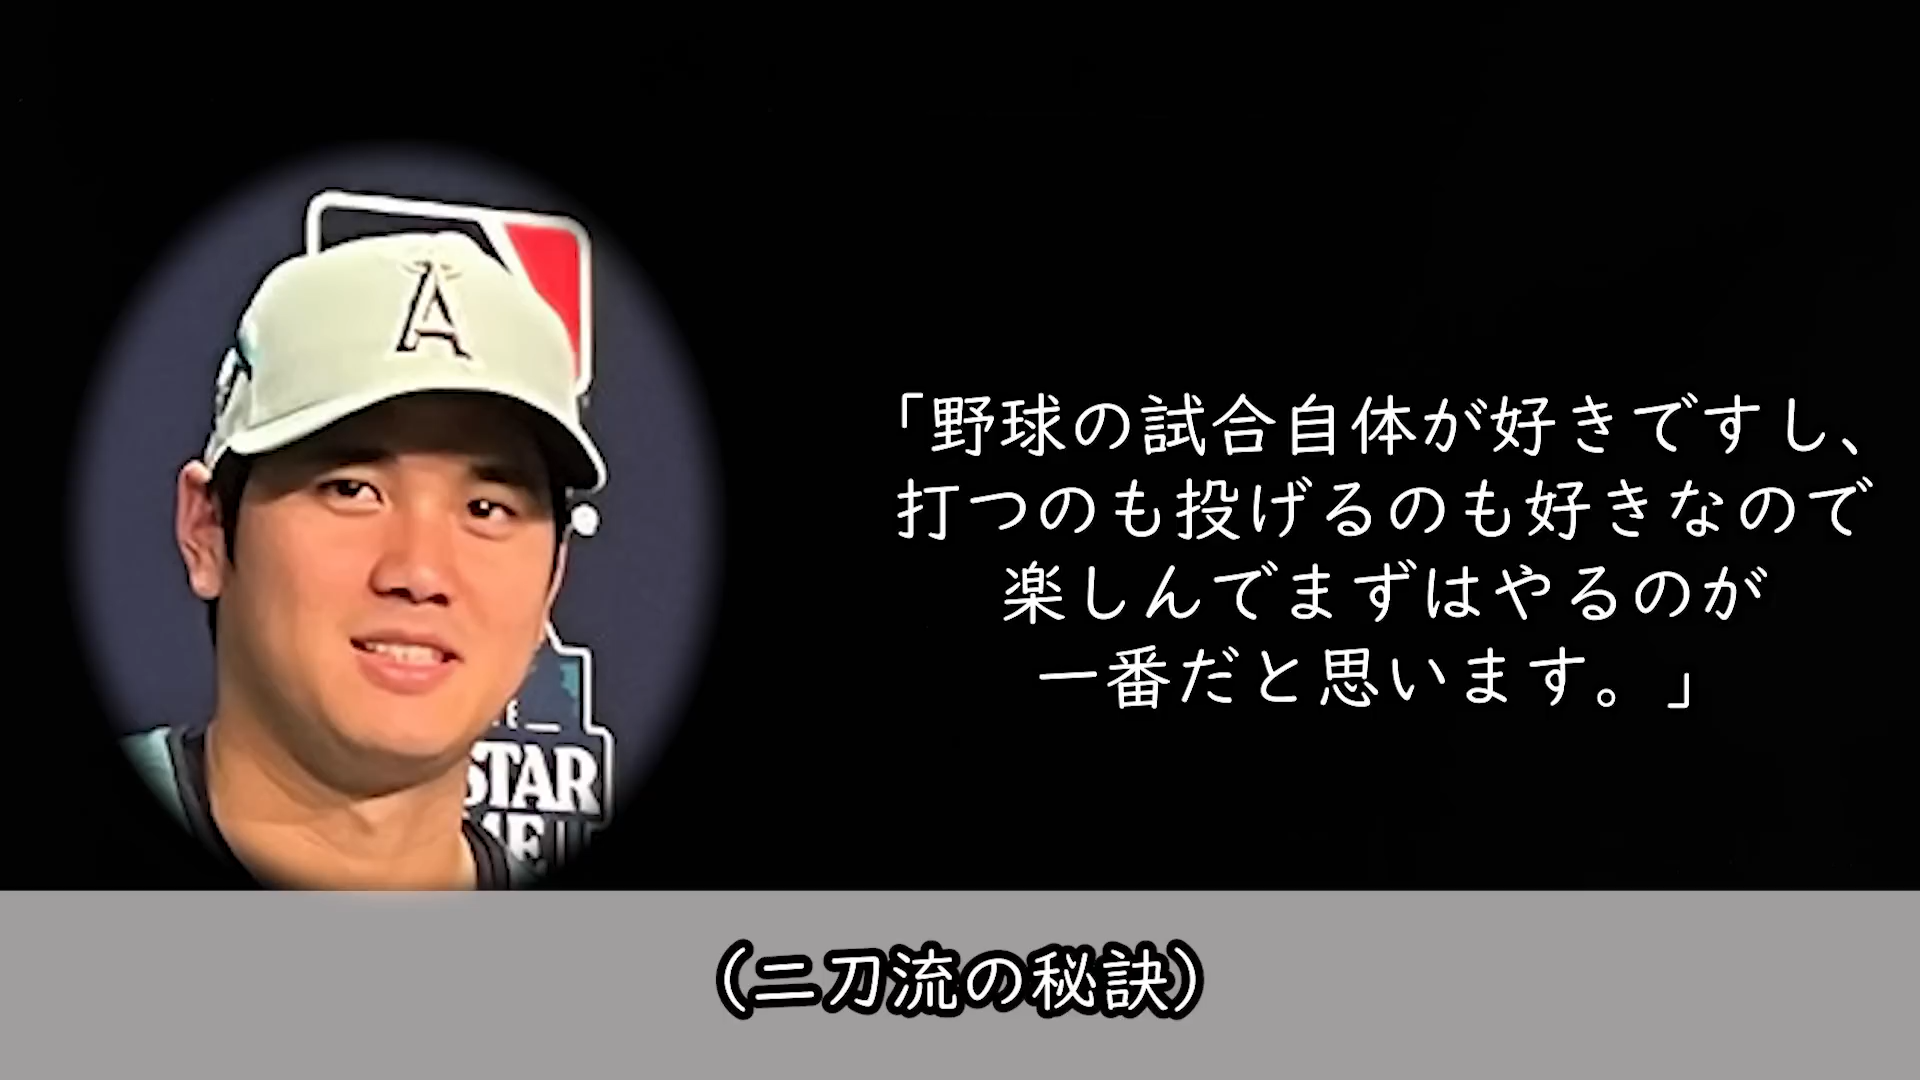 「野球の試合自体が好きですし、
打つのも投げるのも好きなので
楽しんでまずはやるのが
一番だと思います。」
A
STAR
（二刀流の秘訣）